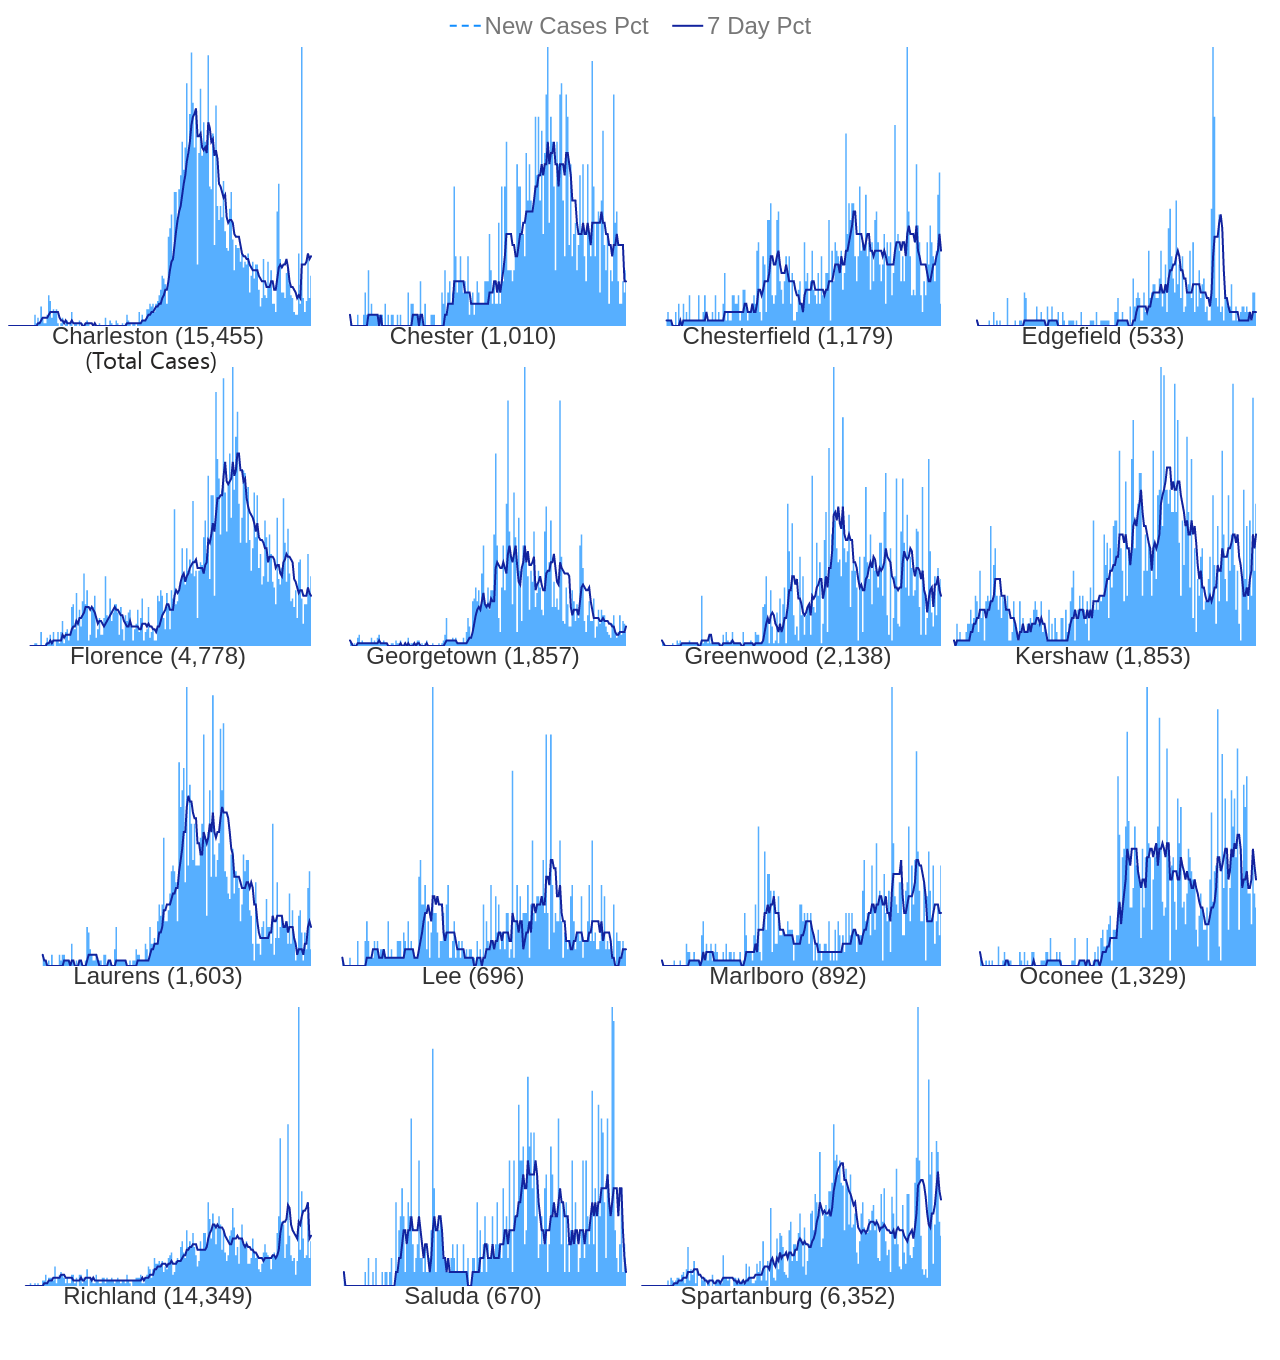 New Cases Pct 7 Day Pct
Charleston (15,455) Chester (1,010) Chesterfield (1,179) Edgefield (533)
(Total Cases)
Florence (4,778) Georgetown (1,857) Greenwood (2,138) Kershaw (1,853)
Laurens (1,603) Lee (696) Marlboro (892) Oconee (1,329)
Richland (14,349) Saluda (670) Spartanburg (6,352)